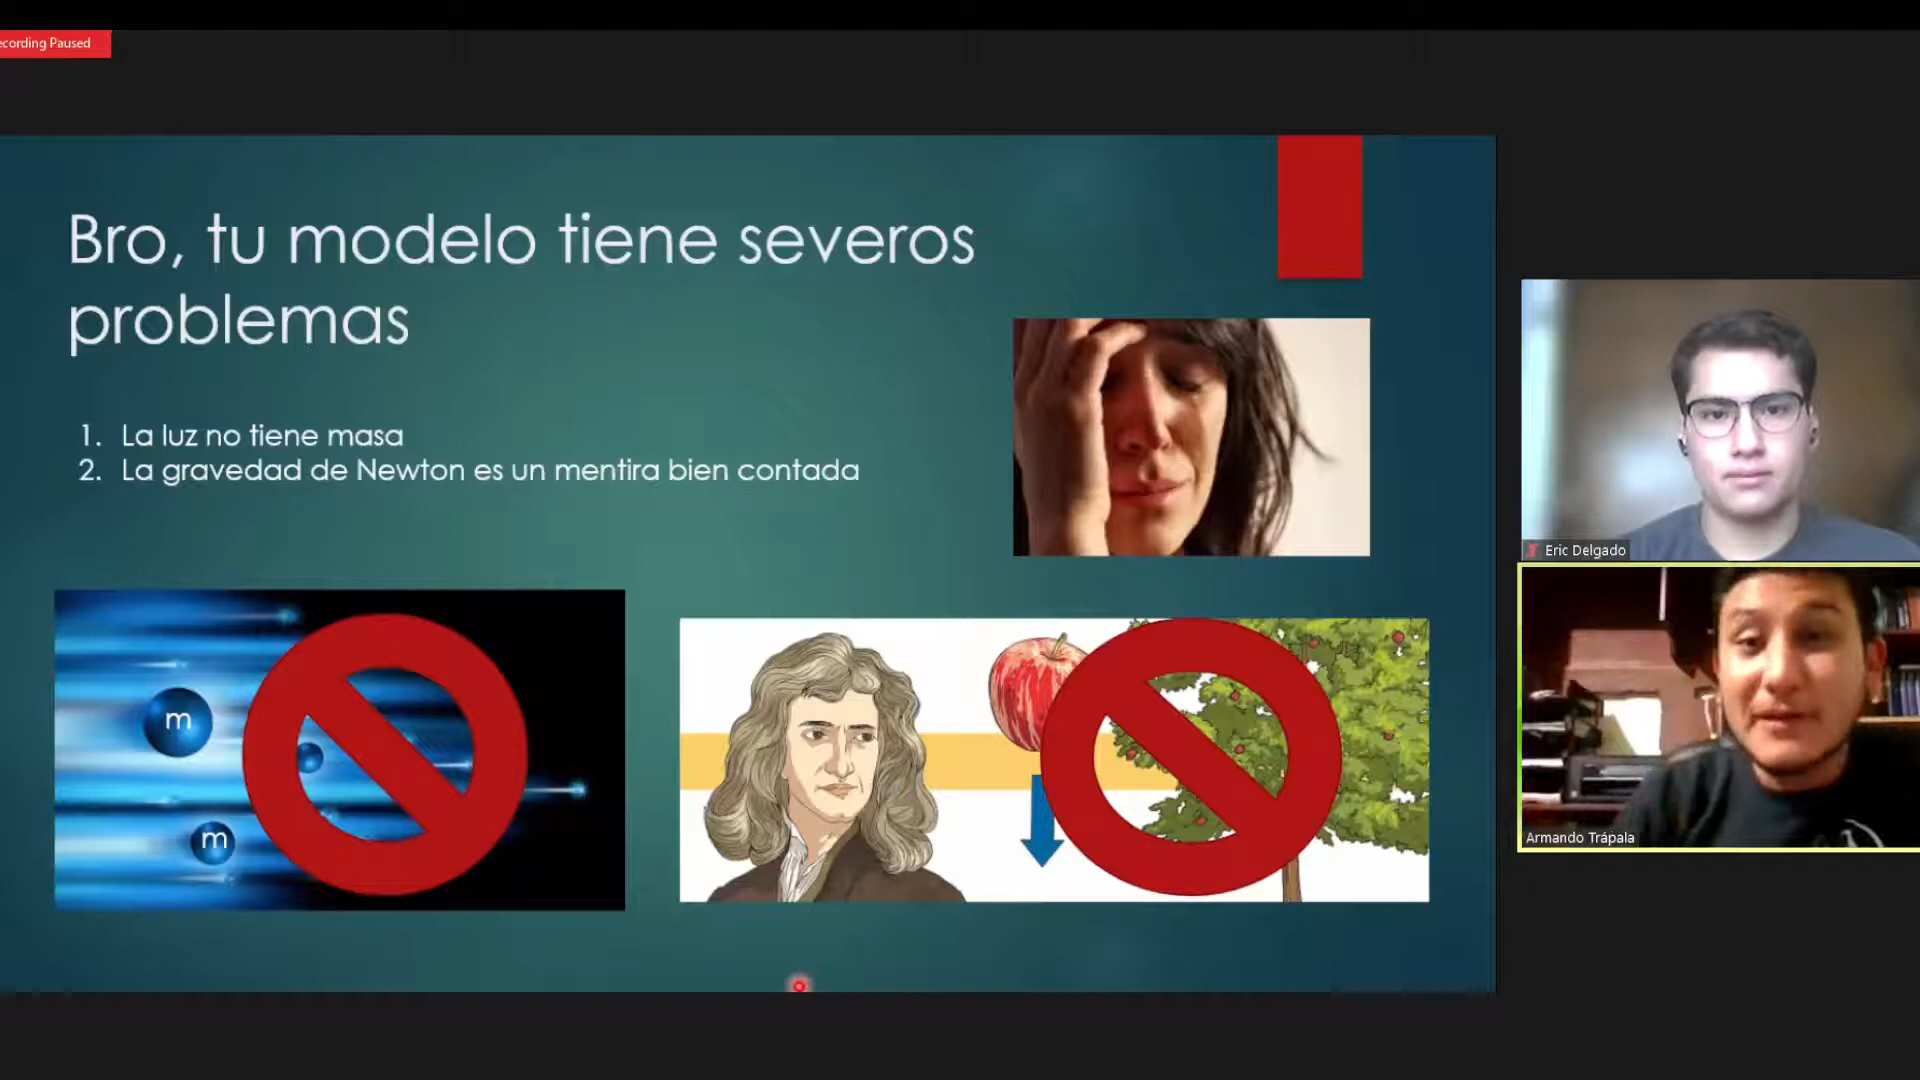 ecording Paused
Bro, tu modelo tiene severos
problemas
1. La luz no tiene masa
2. La gravedad de Newton es un mentira bien contada
m
m
Eric Delgado
Armando Trápala